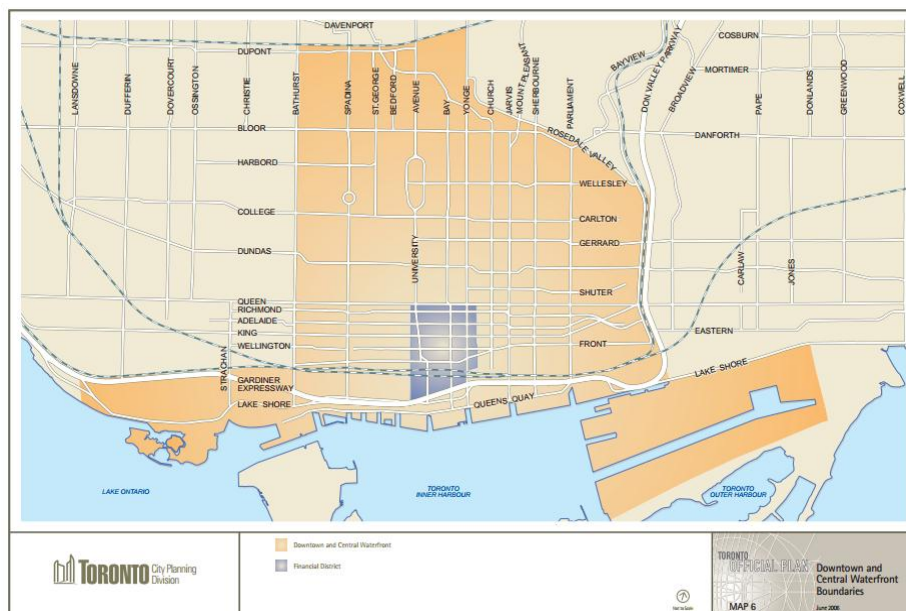 DAVENPORT
DUPONT
LANSDOWNE
DUFFERIN
DOVERCOURT
OSSINGTON
CHRISTIE
BATHURST
SPADINA
ST.GEORGE
BEDFORD
AVENUE
BAY
YONGE
CHURCH
JARVIS
MOUNT PLEASANT
SHERBOURNE
PARLIAMENT
BAYVIEW
DON VALLEY PARKWAY
BROADVIEW
COSBURN
MORTIMER
PAPE
DONLANDS
GREENWOOD
COXWELL
BLOOR
DANFORTH
ROSEDALE VALLEY
HARBORD
WELLESLEY
COLLEGE
CARLTON
DUNDAS
UNIVERSITY
GERRARD
CARLAW
JONES
SHUTER
QUEEN
RICHMOND
ADELAIDE
KING
WELLINGTON
FRONT
EASTERN
STRACHAN
GARDINER
EXPRESSWAY
LAKE SHORE
QUEENS QUAY
LAKE SHORE
LAKE ONTARIO
TORONTO
INNER HARBOUR
TORONTO
OUTER HARBOUR
TORONTO City Planning
Division
Downtown and Central Waterfront
Financial District
Not to Scale
TORONTO
OFFICIAL PLAN
MAP 6
Downtown and
Central Waterfront
Boundaries
June 2006